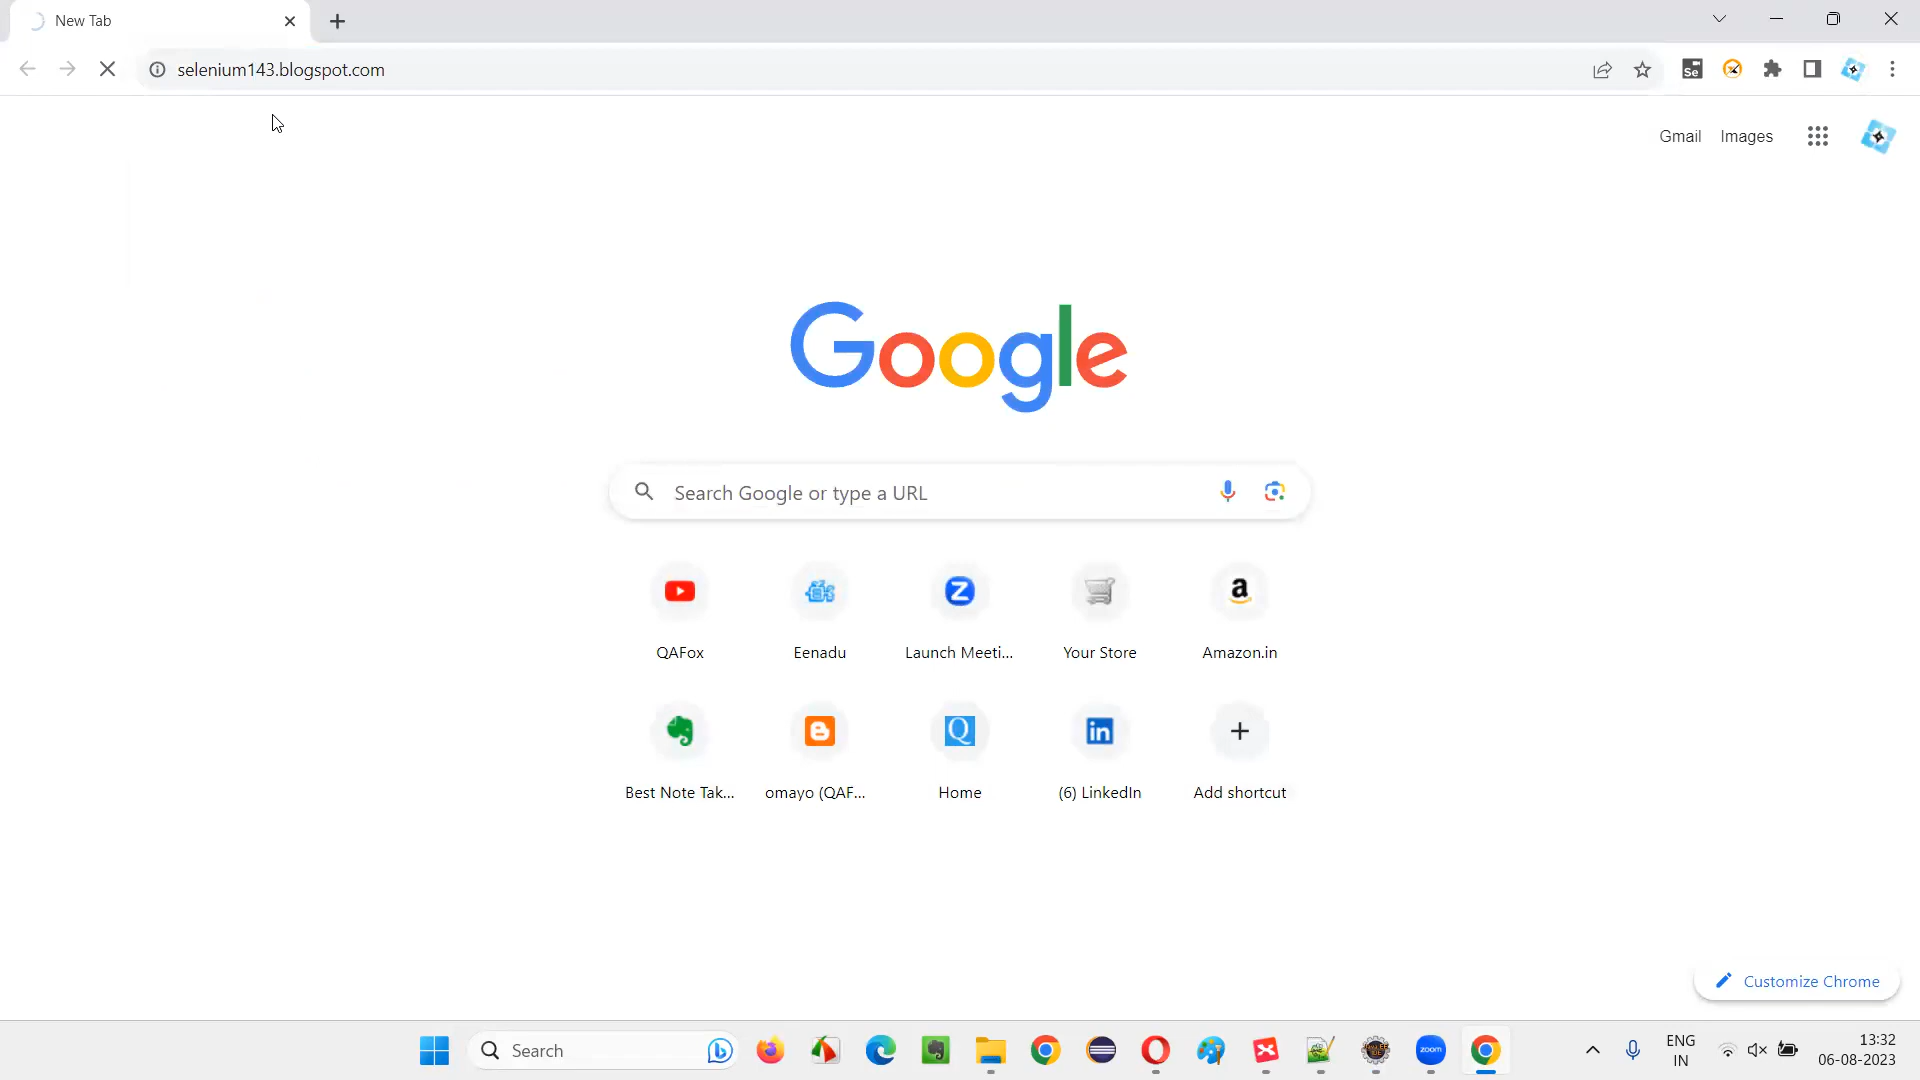 New Tab
selenium143.blogspot.com
Se
Gmail Images
Google
Search Google or type a URL
QAFox
Eenadu
Launch Meeti...
Your Store
Amazon.in
Best Note Tak...
omayo (QAF...
Home
(6) LinkedIn
Add shortcut
Customize Chrome
Search
zoom
ENG
IN
13:32
06-08-2023